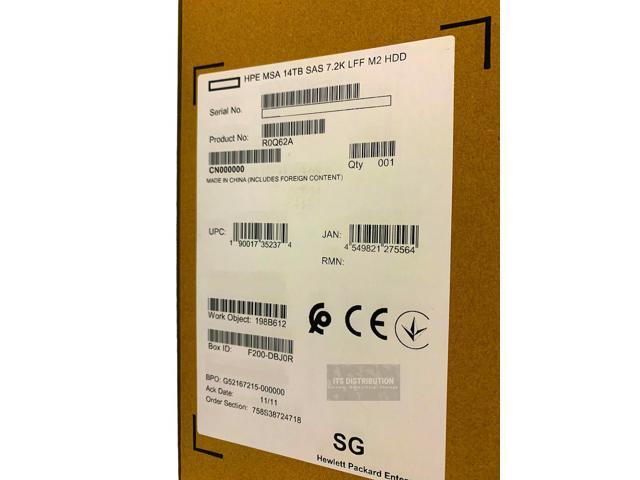 HPE MSA 14TB SAS 7.2K LFF M2 HDD
Serial No.
Product No:
R0Q62A
CN000000
Qty 001
MADE IN CHINA (INCLUDES FOREIGN CONTENT)
UPC:
1 90017 35237 4
JAN:
4 549821 275564
RMN:
Work Object: 198B612
CE
Box ID: F200-DBJ0R
ITS DISTRIBUTION
BPO: G52167215-000000
Ack Date: 11/11
Order Section: 758S38724718
SG
Hewlett Packard Enter